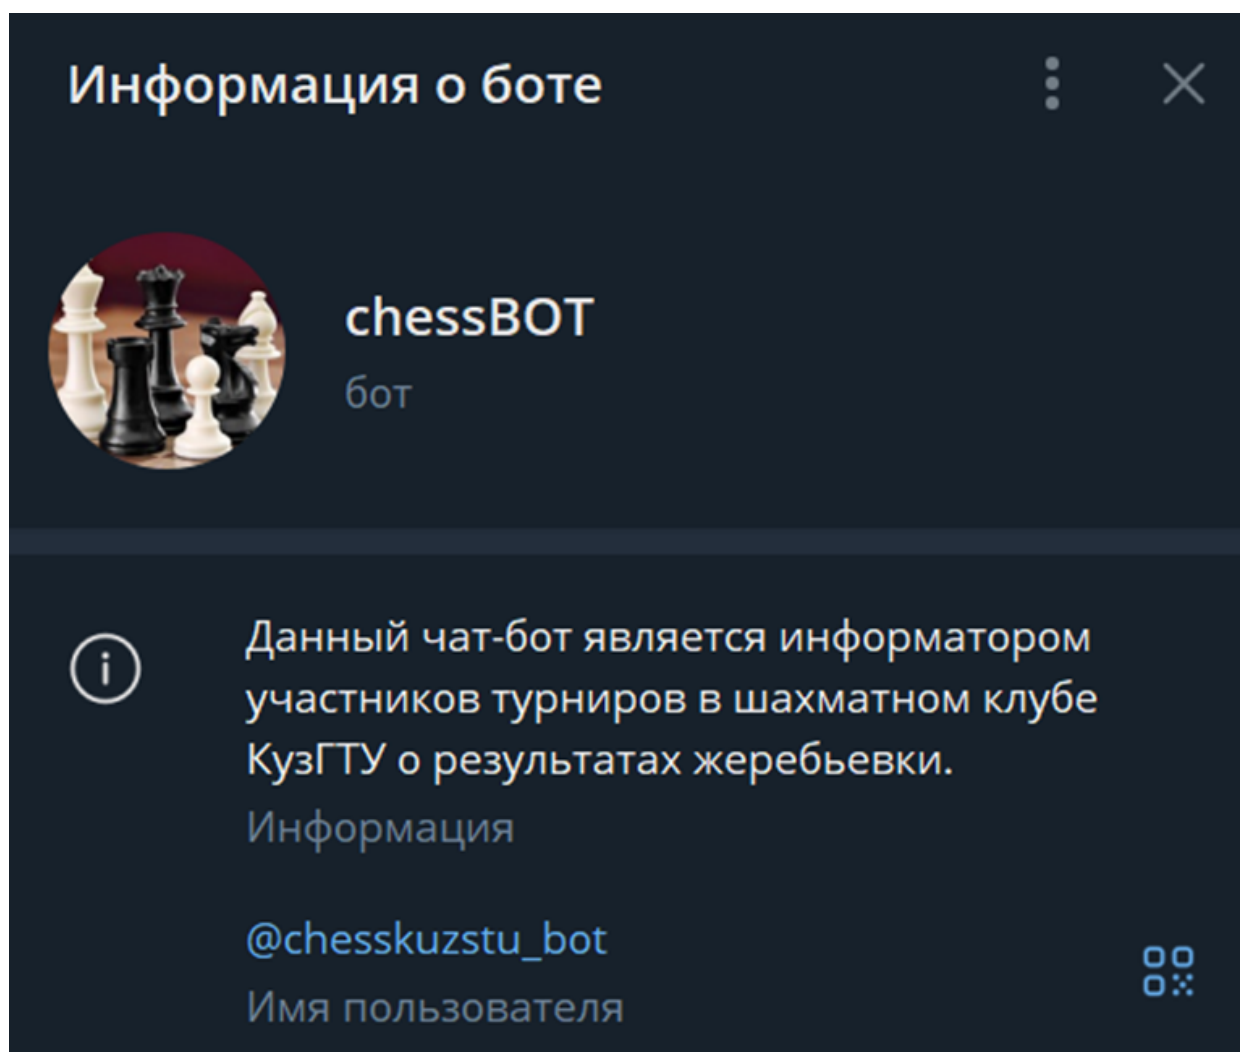 Информация о боте
chessBOT
бот
Данный чат-бот является информатором
участников турниров в шахматном клубе
КузГТУ о результатах жеребьевки.
Информация
@chesskuzstu_bot
Имя пользователя